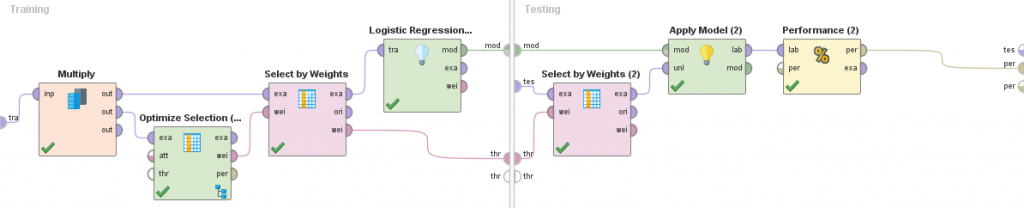 Training
tra
Multiply
inp
out
out
out
Optimize Selection (...
exa
att
thr
exa
wei
per
Select by Weights
exa
wei
exa
ori
wei
Logistic Regression...
tra
mod
exa
wei
mod
thr
thr
Testing
mod
tes
thr
thr
Select by Weights (2)
exa
wei
exa
ori
wei
Apply Model (2)
mod
unl
lab
mod
Performance (2)
lab
per
%
per
exa
tes
per
per